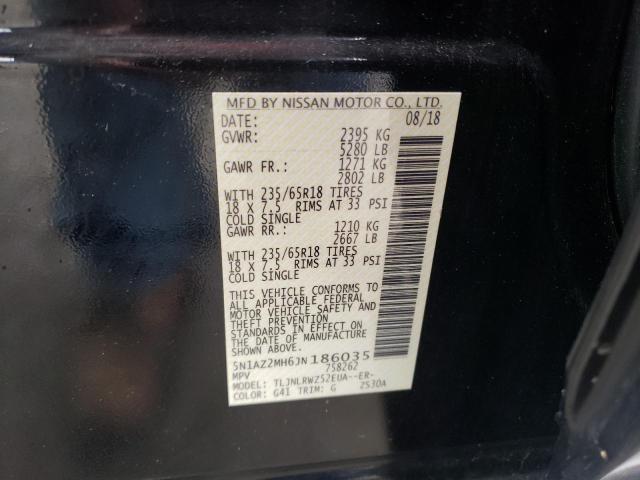 MFD BY NISSAN MOTOR CO., LTD.
DATE: 08/18
GVWR: 2395 KG
5280 LB
GAWR FR.: 1271 KG
2802 LB
WITH 235/65R18 TIRES
18 X 7.5 RIMS AT 33 PSI
COLD SINGLE
GAWR RR.: 1210 KG
2667 LB
WITH 235/65R18 TIRES
18 X 7.5 RIMS AT 33 PSI
COLD SINGLE
THIS VEHICLE CONFORMS TO
ALL APPLICABLE FEDERAL
MOTOR VEHICLE SAFETY AND
THEFT PREVENTION
STANDARDS IN EFFECT ON
THE DATE OF MANUFACTURE
SHOWN ABOVE.
5N1AZ2MH6JN186035
MPV 758262
MODEL: TLJNLRWZ52EUA--ER-
COLOR: G41 TRIM: G 2S30A